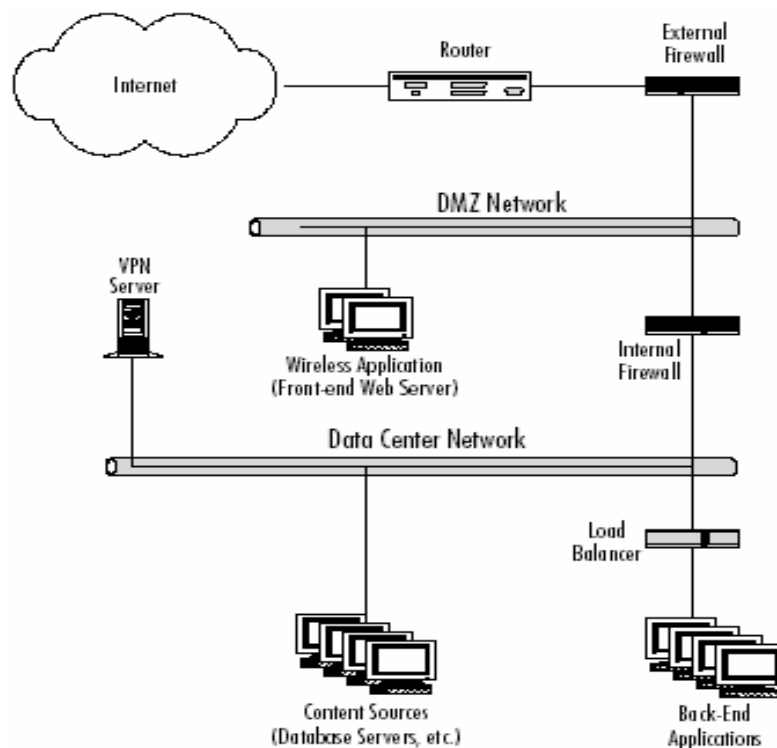 Internet
Router
External
Firewall
DMZ Network
VPN
Server
Wireless Application
(Front-end Web Server)
Internal
Firewall
Data Center Network
Load
Balancer
Content Sources
(Database Servers, etc.)
Back-End
Applications